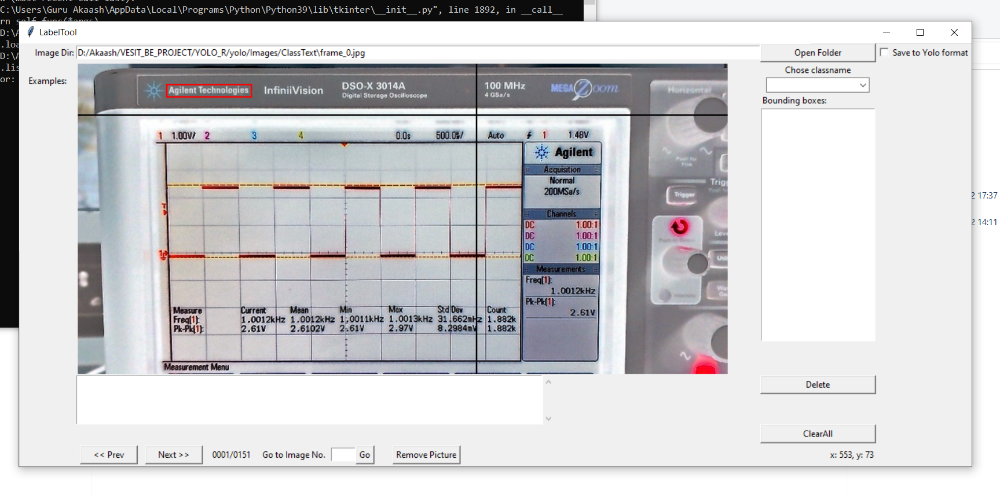 C:\Users\Guru Akaash\AppData\Local\Programs\Python\Python39\lib\tkinter\__init__.py", line 1892, in __call__
rn self.func(*args)
D:\A
.loa
D:\A
.lis
or:
LabelTool
Image Dir: D:/Akaash/VESIT_BE_PROJECT/YOLO_R/yolo/Images/ClassText\frame_0.jpg
Open Folder
Save to Yolo format
Chose classname
Examples:
Bounding boxes:
Agilent Technologies InfiniiVision DSO-X 3014A 100 MHz MEGA Zoom
Digital Storage Oscilloscope 4 GSa/s
Horizontal
1 1.00V/ 2 3 4 0.0s 500.0%/ Auto 1 1.48V
Agilent
Acquisition
Normal
200MSa/s
Channels
DC 1.00:1
DC 1.00:1
DC 1.00:1
DC 1.00:1
Measurements
Freq(1):
1.0012kHz
Pk-Pk(1):
2.61V
Measure Current Mean Min Max Std Dev Count
Freq(1): 1.0012kHz 1.0012kHz 1.0011kHz 1.0013kHz 31.662mHz 1.882k
Pk-Pk(1): 2.61V 2.6102V 2.61V 2.97V 8.2984mV 1.882k
Measurement Menu
Push for
Fine
Trigg
Trigger
Leve
2 17:37
2 14:11
Delete
ClearAll
<< Prev Next >> 0001/0151 Go to Image No. Go Remove Picture x: 553, y: 73